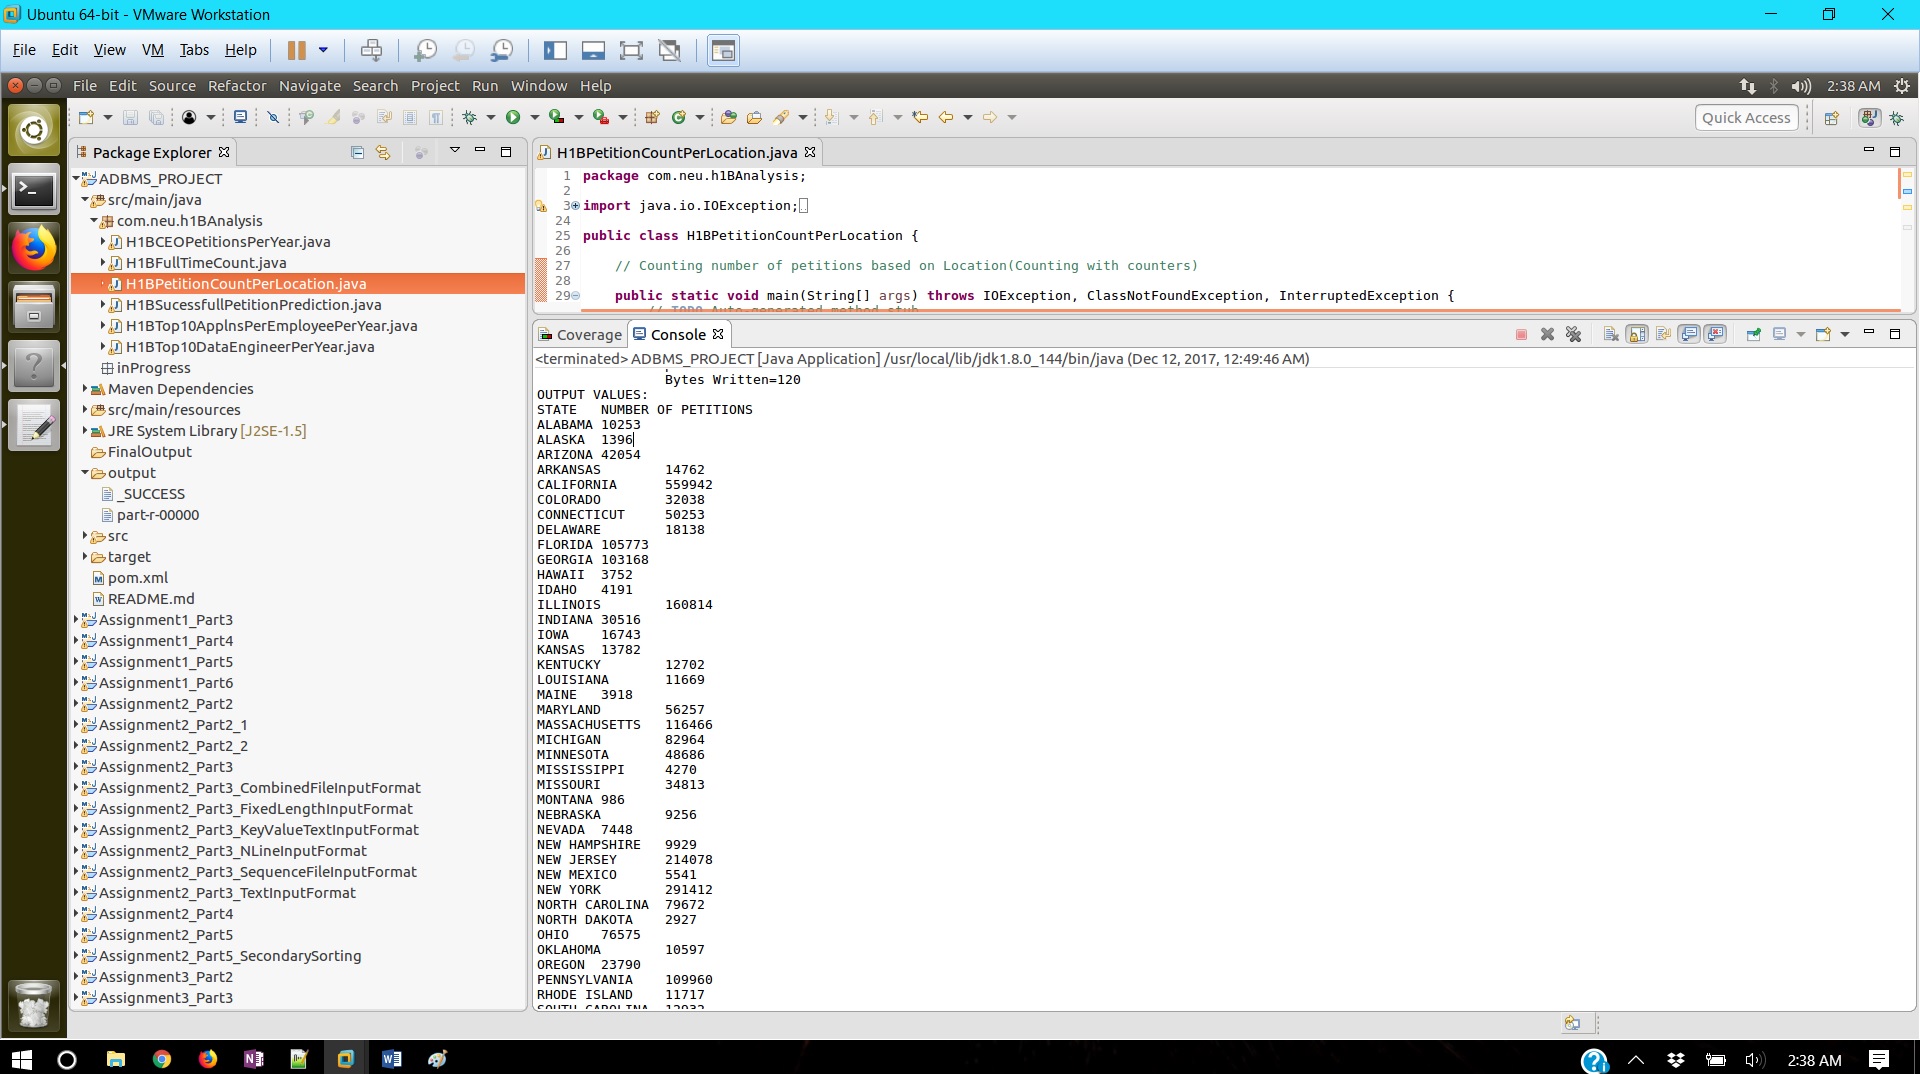 Ubuntu 64-bit - VMware Workstation
File Edit View VM Tabs Help
File Edit Source Refactor Navigate Search Project Run Window Help
2:38 AM
Quick Access
Package Explorer
ADBMS_PROJECT
src/main/java
com.neu.h1BAnalysis
H1BCEOPetitionsPerYear.java
H1BFullTimeCount.java
H1BPetitionCountPerLocation.java
H1BSucessfullPetitionPrediction.java
H1BTop10ApplnsPerEmployeePerYear.java
H1BTop10DataEngineerPerYear.java
inProgress
Maven Dependencies
src/main/resources
JRE System Library [J2SE-1.5]
FinalOutput
output
_SUCCESS
part-r-00000
src
target
pom.xml
README.md
Assignment1_Part3
Assignment1_Part4
Assignment1_Part5
Assignment1_Part6
Assignment2_Part2
Assignment2_Part2_1
Assignment2_Part2_2
Assignment2_Part3
Assignment2_Part3_CombinedFileInputFormat
Assignment2_Part3_FixedLengthInputFormat
Assignment2_Part3_KeyValueTextInputFormat
Assignment2_Part3_NLineInputFormat
Assignment2_Part3_SequenceFileInputFormat
Assignment2_Part3_TextInputFormat
Assignment2_Part4
Assignment2_Part5
Assignment2_Part5_SecondarySorting
Assignment3_Part2
Assignment3_Part3
H1BPetitionCountPerLocation.java
1 package com.neu.h1BAnalysis;
2
3 import java.io.IOException;
24
25 public class H1BPetitionCountPerLocation {
26
27 // Counting number of petitions based on Location(Counting with counters)
28
29 public static void main(String[] args) throws IOException, ClassNotFoundException, InterruptedException {
// TODO Auto-generated method stub
Coverage Console
<terminated> ADBMS_PROJECT [Java Application] /usr/local/lib/jdk1.8.0_144/bin/java (Dec 12, 2017, 12:49:46 AM)
Bytes Written=120
OUTPUT VALUES:
STATE NUMBER OF PETITIONS
ALABAMA 10253
ALASKA 1396
ARIZONA 42054
ARKANSAS 14762
CALIFORNIA 559942
COLORADO 32038
CONNECTICUT 50253
DELAWARE 18138
FLORIDA 105773
GEORGIA 103168
HAWAII 3752
IDAHO 4191
ILLINOIS 160814
INDIANA 30516
IOWA 16743
KANSAS 13782
KENTUCKY 12702
LOUISIANA 11669
MAINE 3918
MARYLAND 56257
MASSACHUSETTS 116466
MICHIGAN 82964
MINNESOTA 48686
MISSISSIPPI 4270
MISSOURI 34813
MONTANA 986
NEBRASKA 9256
NEVADA 7448
NEW HAMPSHIRE 9929
NEW JERSEY 214078
NEW MEXICO 5541
NEW YORK 291412
NORTH CAROLINA 79672
NORTH DAKOTA 2927
OHIO 76575
OKLAHOMA 10597
OREGON 23790
PENNSYLVANIA 109960
RHODE ISLAND 11717
SOUTH CAROLINA 12932
2:38 AM